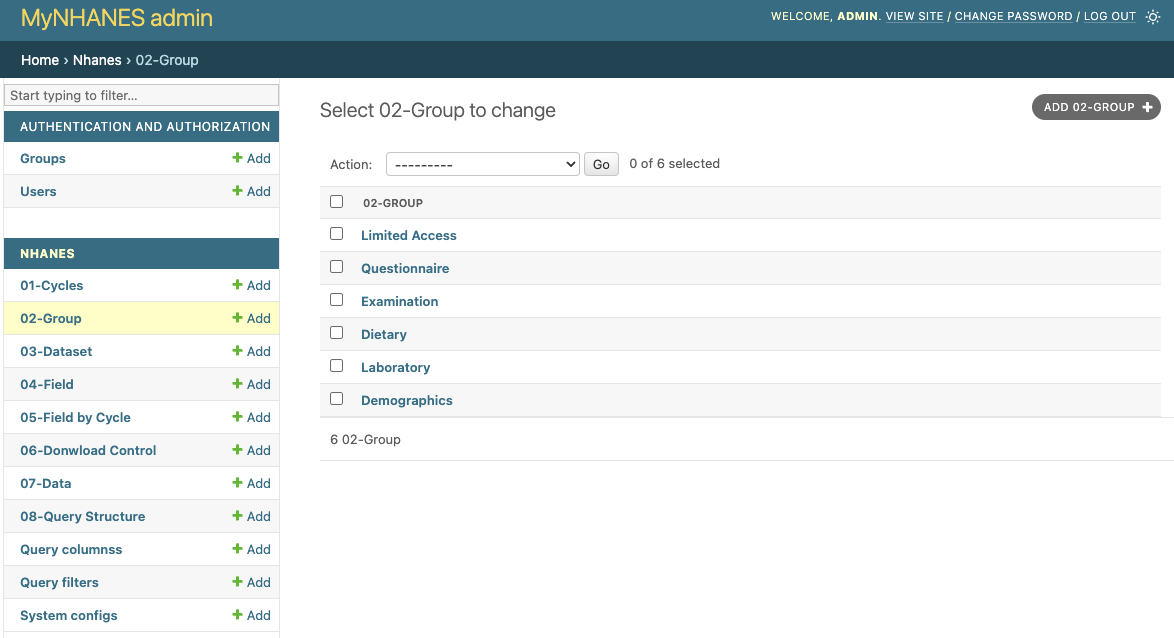 MyNHANES admin
WELCOME, ADMIN. VIEW SITE / CHANGE PASSWORD / LOG OUT
Home › Nhanes › 02-Group
Start typing to filter...
AUTHENTICATION AND AUTHORIZATION
Groups + Add
Users + Add
NHANES
01-Cycles + Add
02-Group + Add
03-Dataset + Add
04-Field + Add
05-Field by Cycle + Add
06-Donwload Control + Add
07-Data + Add
08-Query Structure + Add
Query columnss + Add
Query filters + Add
System configs + Add
Select 02-Group to change
ADD 02-GROUP +
Action: --------- Go 0 of 6 selected
02-GROUP
Limited Access
Questionnaire
Examination
Dietary
Laboratory
Demographics
6 02-Group